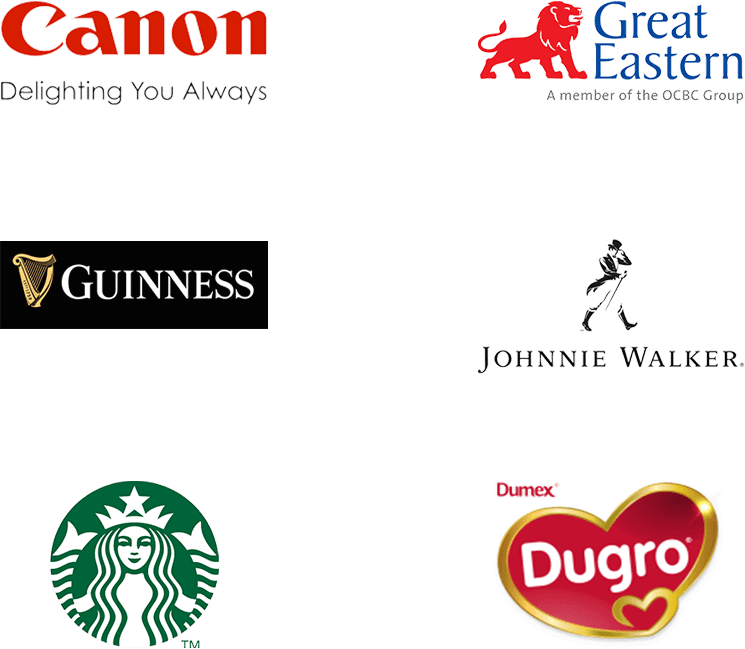 Canon
Delighting You Always
Great
Eastern
A member of the OCBC Group
GUINNESS
JOHNNIE WALKER®
TM
Dumex®
Dugro®